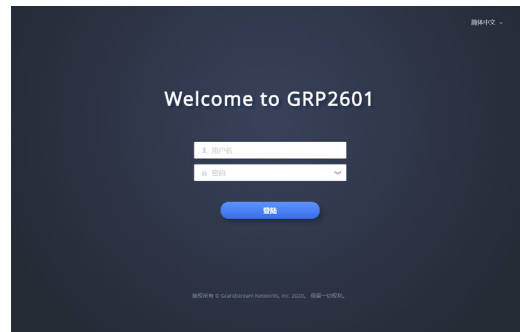 简体中文
Welcome to GRP2601
用户名
密码
登陆
版权所有 © Grandstream Networks, Inc. 2020。 保留一切权利。